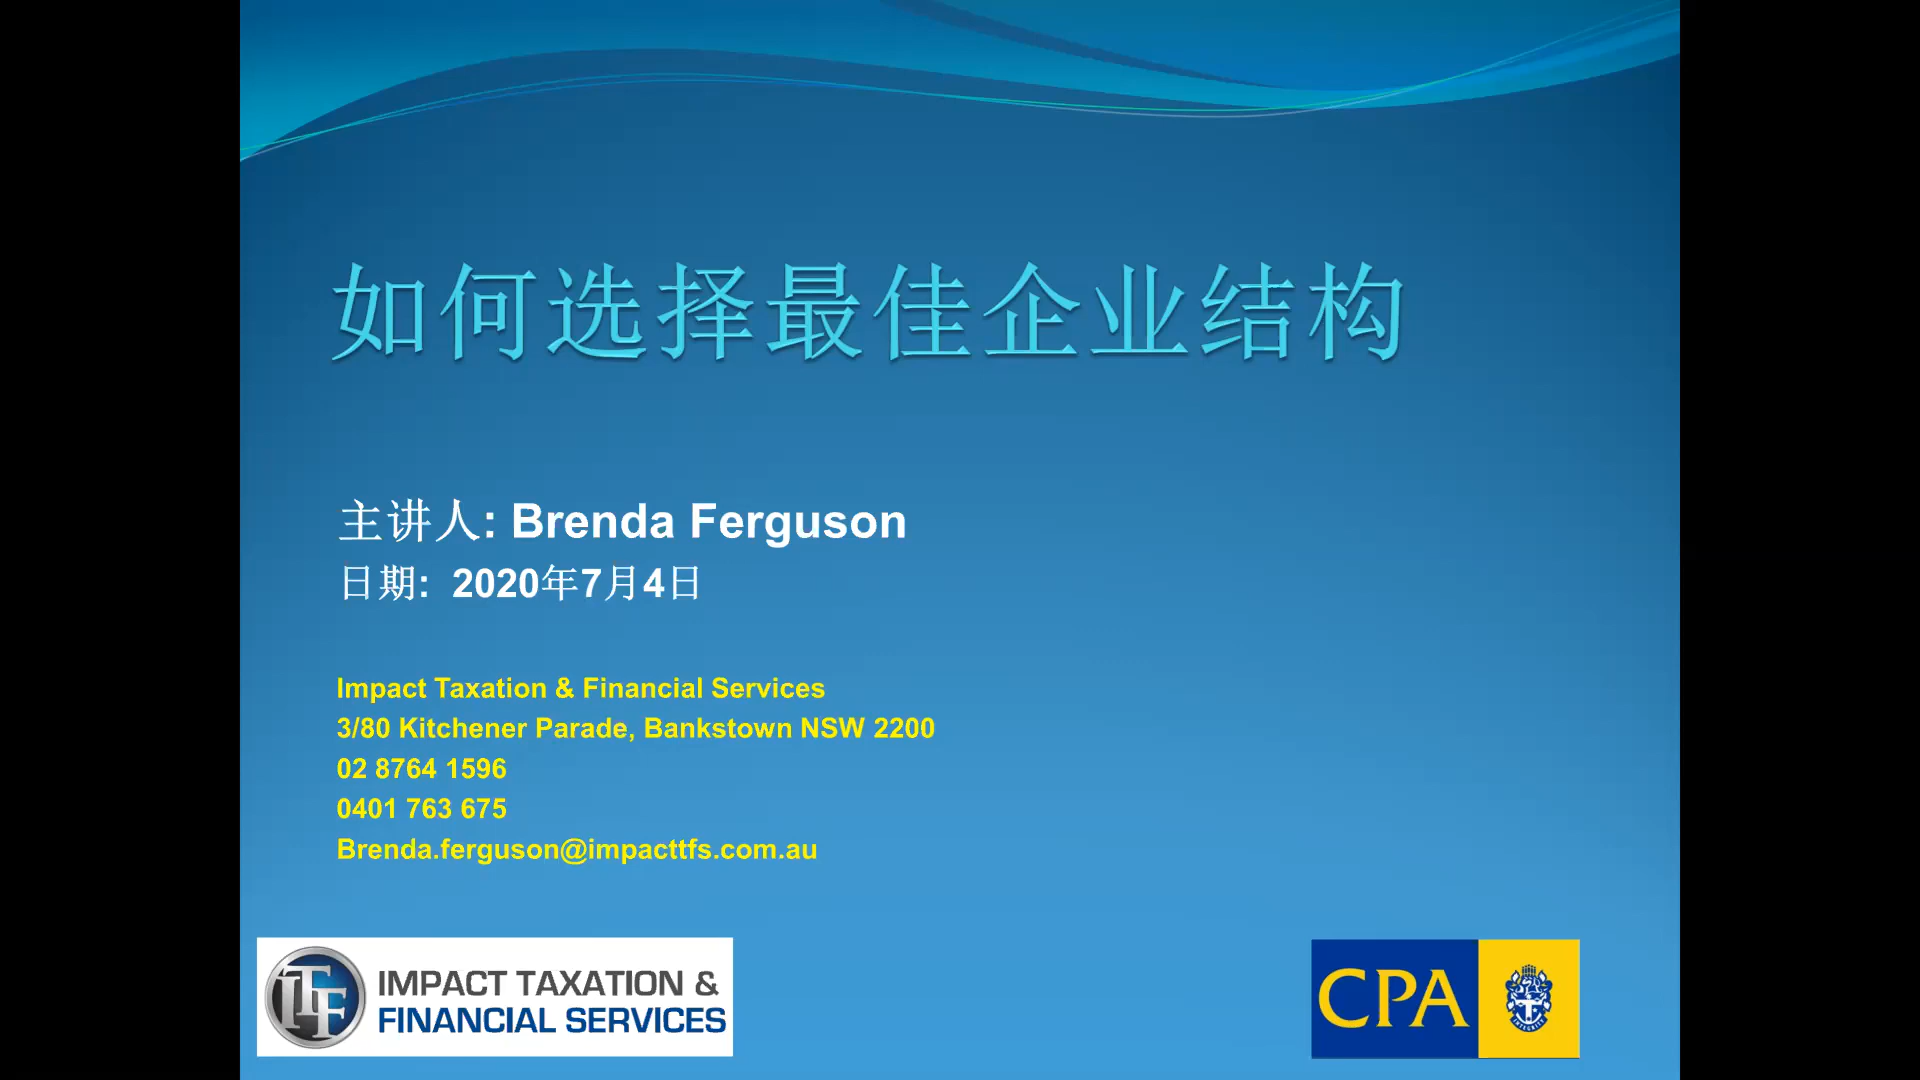 如何选择最佳企业结构
主讲人: Brenda Ferguson
日期: 2020年7月4日
Impact Taxation & Financial Services
3/80 Kitchener Parade, Bankstown NSW 2200
02 8764 1596
0401 763 675
Brenda.ferguson@impacttfs.com.au
ITF
IMPACT TAXATION &
FINANCIAL SERVICES
CPA
INTEGRITY